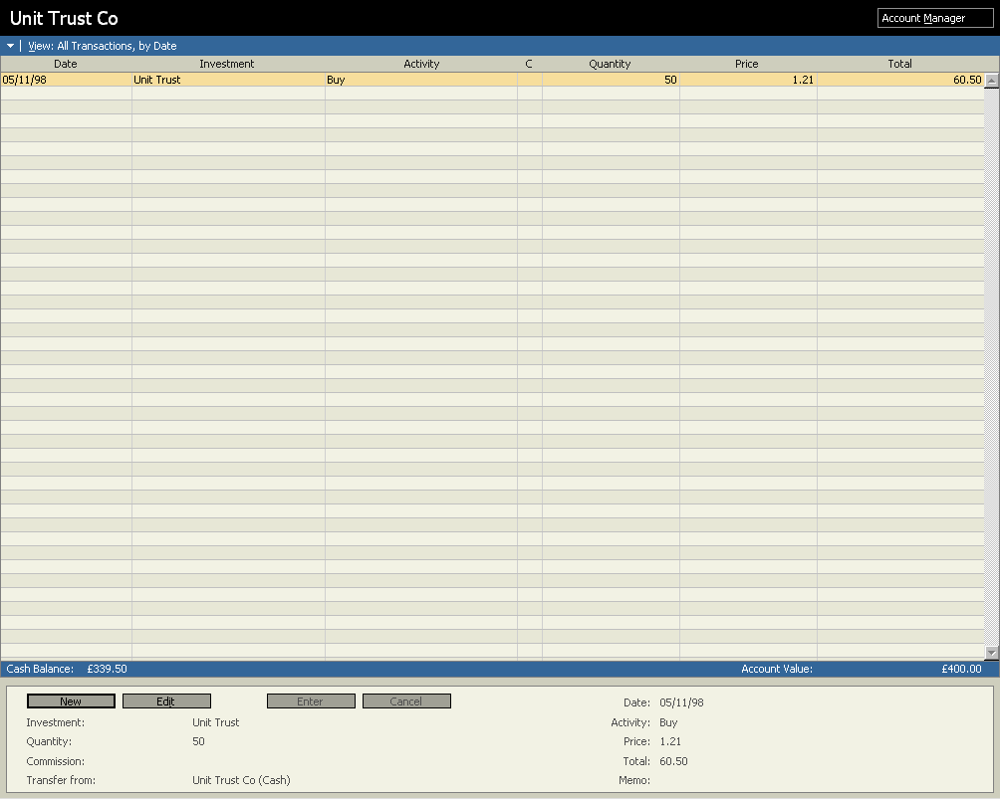 Unit Trust Co
Account Manager
View: All Transactions, by Date
Date Investment Activity C Quantity Price Total
05/11/98 Unit Trust Buy 50 1.21 60.50
Cash Balance: £339.50 Account Value: £400.00
New Edit Enter Cancel Date: 05/11/98
Investment: Unit Trust Activity: Buy
Quantity: 50 Price: 1.21
Commission: Total: 60.50
Transfer from: Unit Trust Co (Cash) Memo: